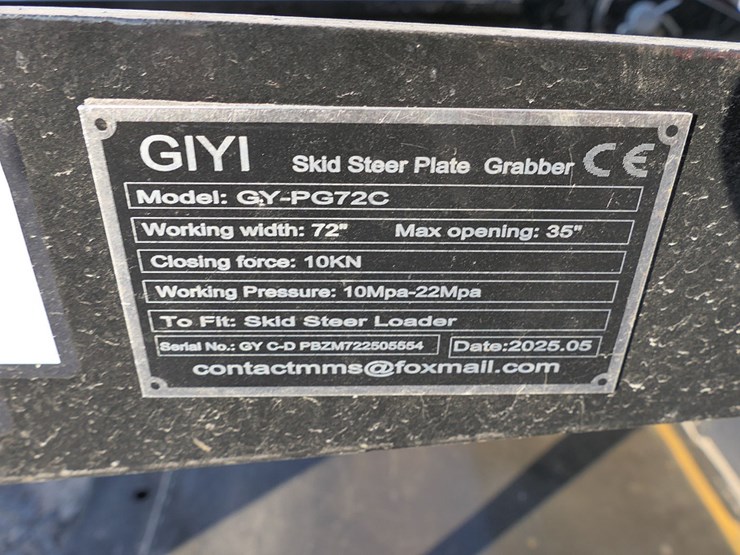 GIYI Skid Steer Plate Grabber CE
Model: GY-PG72C
Working width: 72" Max opening: 35"
Closing force: 10KN
Working Pressure: 10Mpa-22Mpa
To Fit: Skid Steer Loader
Serial No.: GY C-D PBZM722505554 Date:2025.05
contactmms@foxmail.com